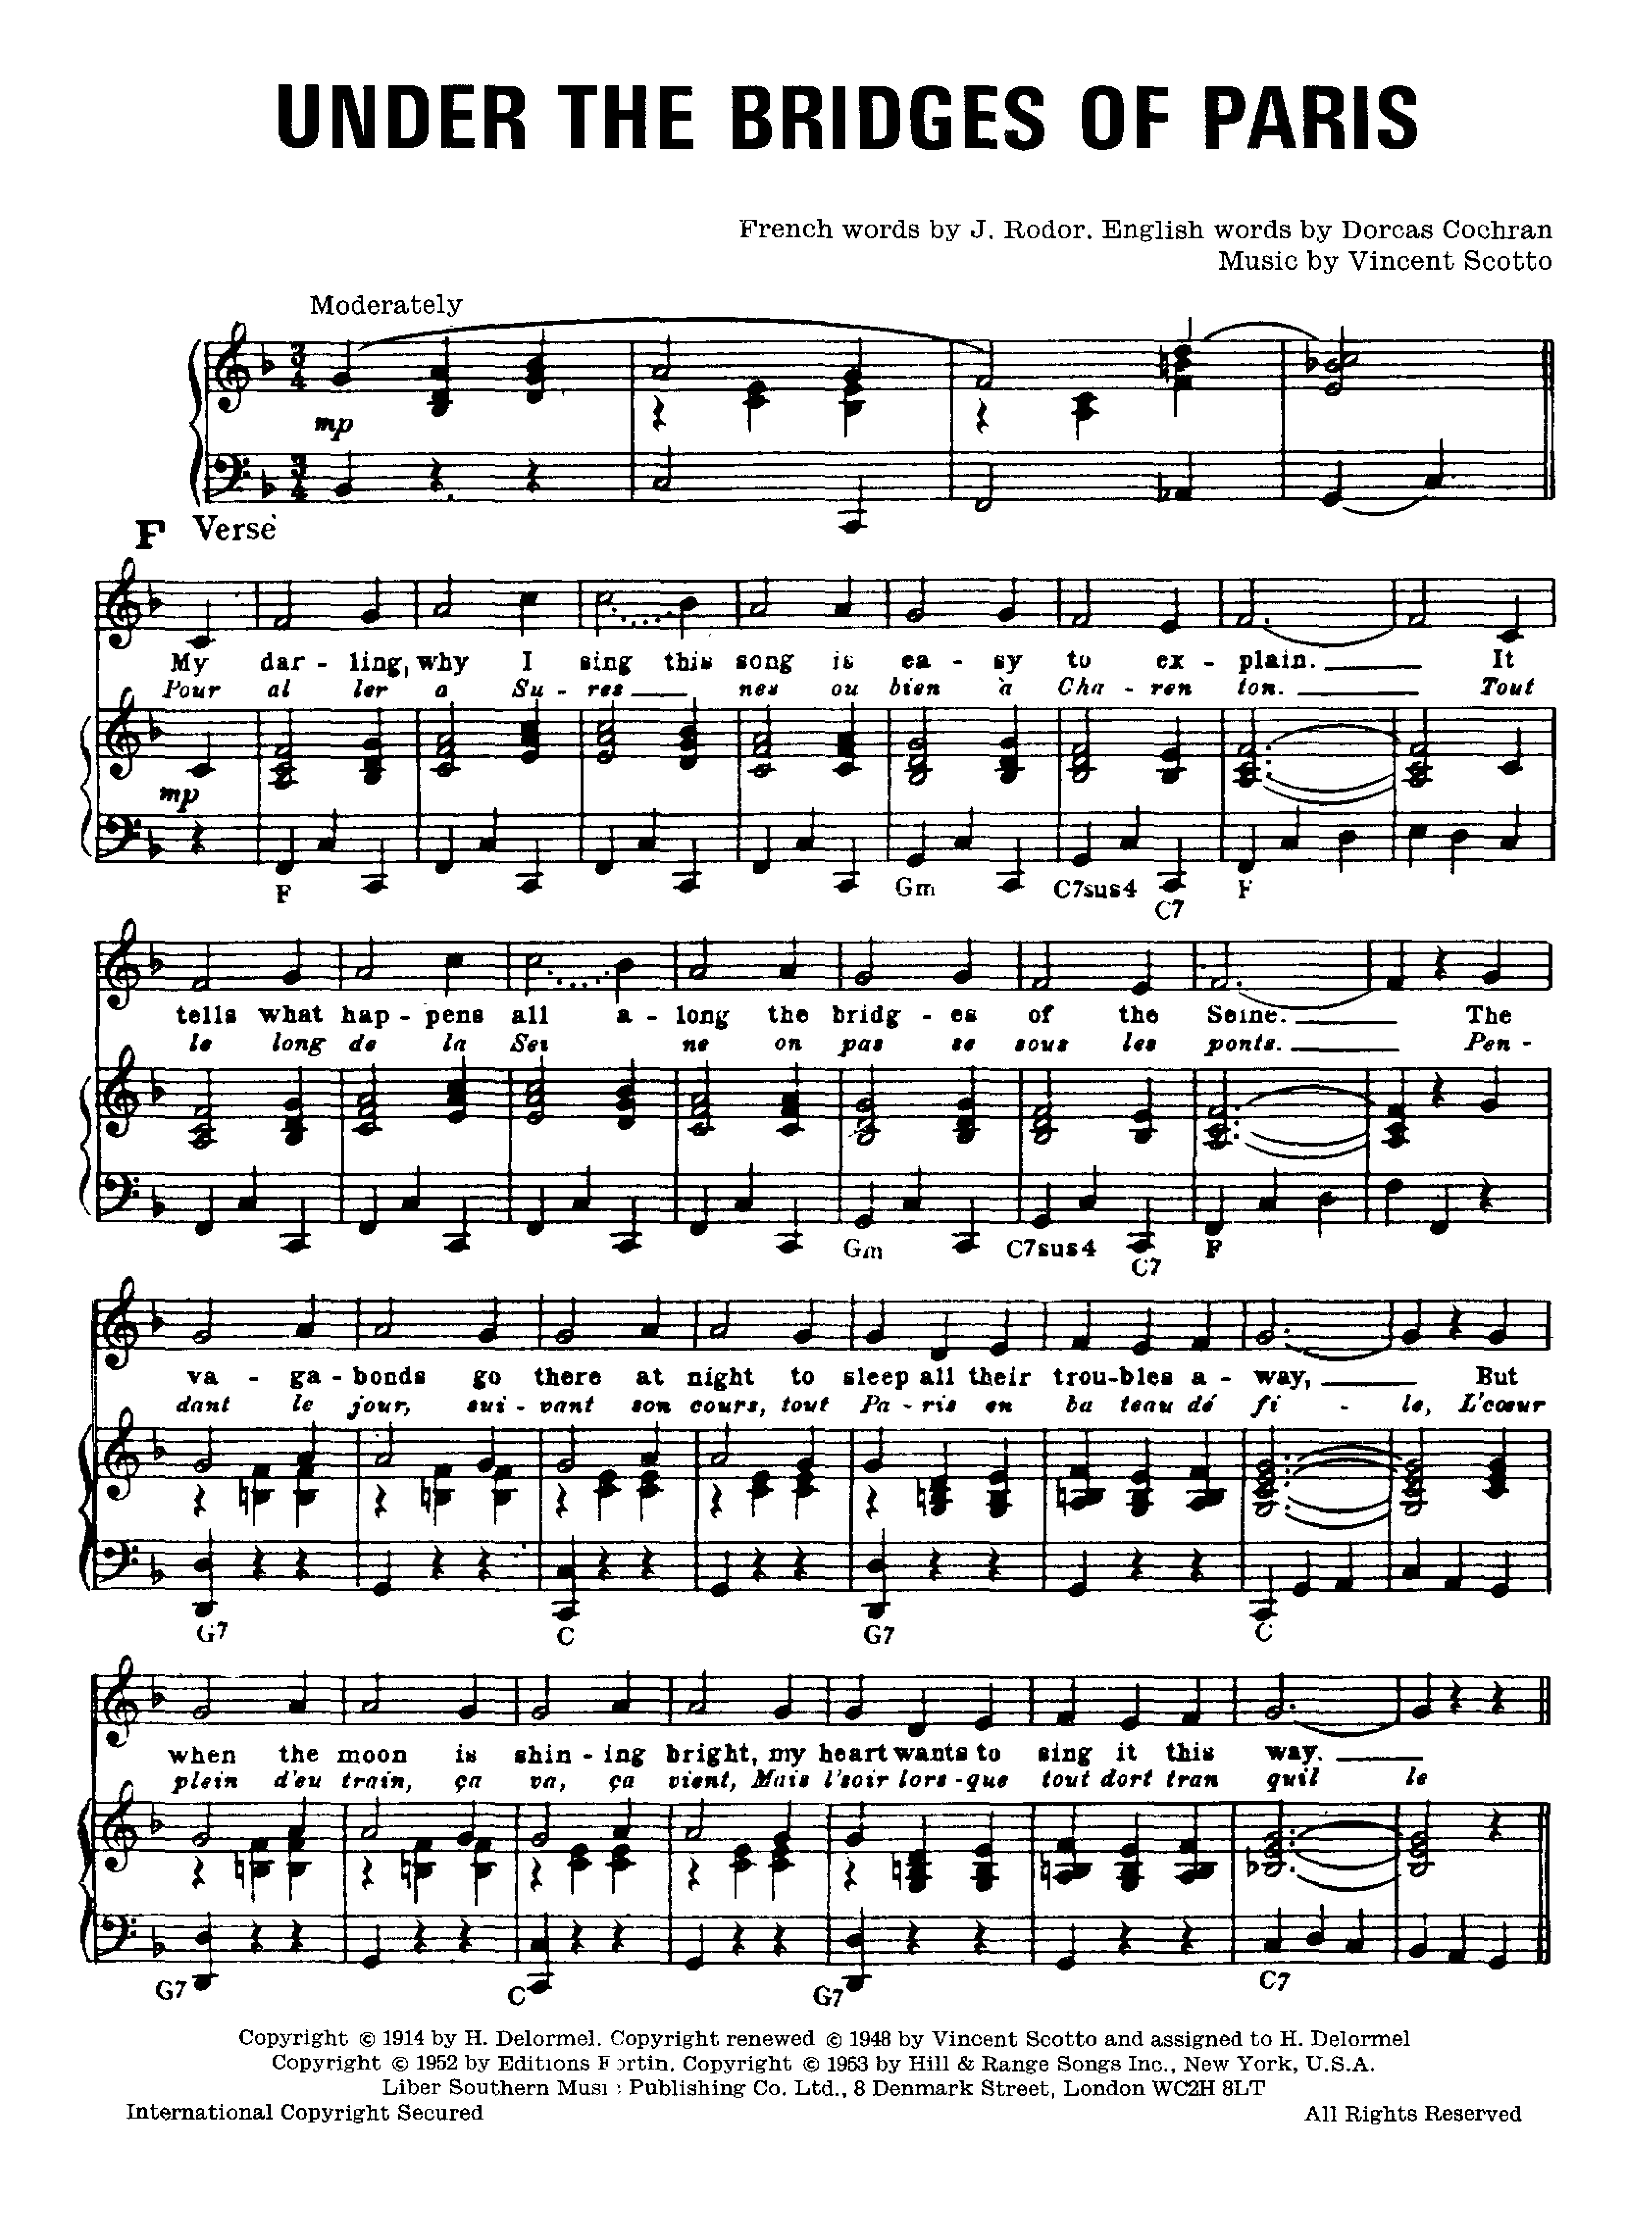 UNDER THE BRIDGES OF PARIS
French words by J. Rodor. English words by Dorcas Cochran
Music by Vincent Scotto
Moderately
mp
F Verse
My dar - ling, why I sing this song is ea - sy to ex - plain. It
Pour al ler a Su - res nes ou bien à Cha - ren ton. Tout
mp
F Gm C7sus4 C7 F
tells what hap - pens all a - long the bridg - es of the Seine. The
le long de la Sei ne on pas se sous les ponts. Pen -
Gm C7sus4 C7 F
va - ga - bonds go there at night to sleep all their trou-bles a - way, But
dant le jour, sui - vant son cours, tout Pa - ris en ba teau dé fi - le, L'cœur
G7 C G7 C
when the moon is shin - ing bright, my heart wants to sing it this way.
plein d'eu train, ça va, ça vient, Mais l'soir lors - que tout dort tran quil le
G7 C G7 C7
Copyright © 1914 by H. Delormel. Copyright renewed © 1948 by Vincent Scotto and assigned to H. Delormel
Copyright © 1952 by Editions Fortin. Copyright © 1953 by Hill & Range Songs Inc., New York, U.S.A.
Liber Southern Music Publishing Co. Ltd., 8 Denmark Street, London WC2H 8LT
International Copyright Secured All Rights Reserved